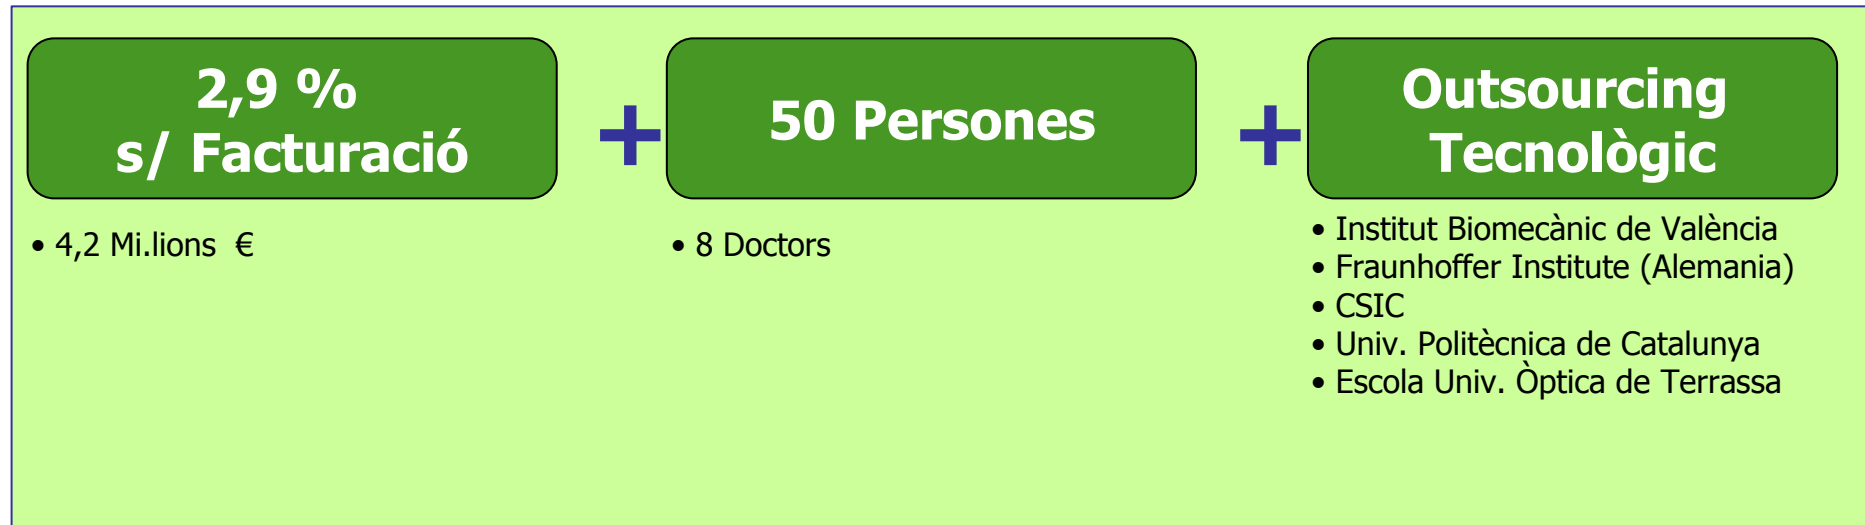 2,9 %
s/ Facturació
+
50 Persones
+
Outsourcing
Tecnològic
• 4,2 Mi.lions €
• 8 Doctors
• Institut Biomecànic de València
• Fraunhoffer Institute (Alemania)
• CSIC
• Univ. Politècnica de Catalunya
• Escola Univ. Òptica de Terrassa